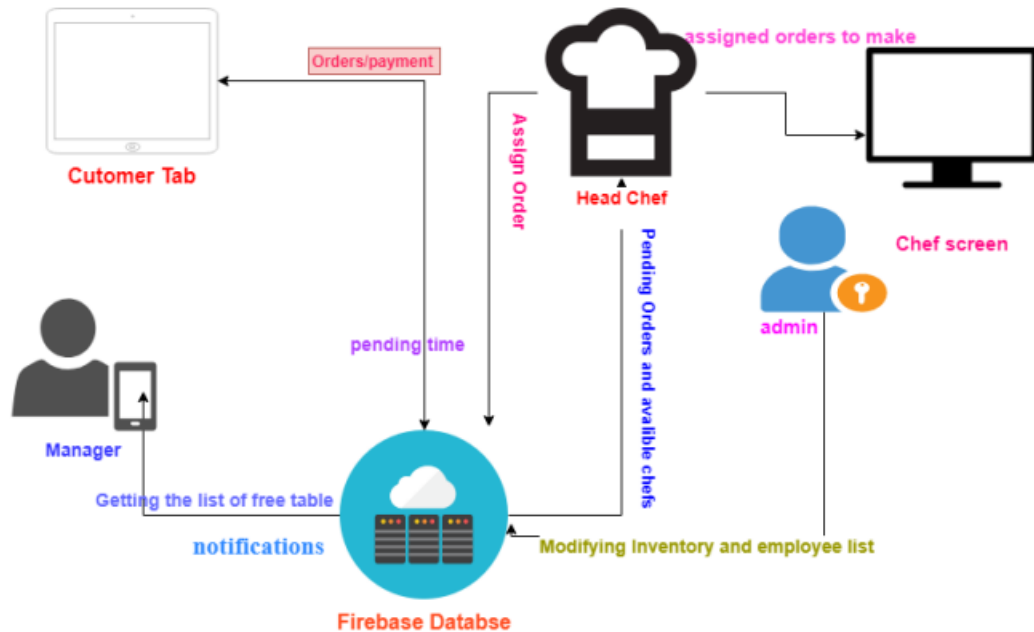 assigned orders to make
Orders/payment
Cutomer Tab
Assign Order
Head Chef
Chef screen
Pending Orders and avalible chefs
admin
pending time
Manager
Getting the list of free table
notifications
Modifying Inventory and employee list
Firebase Databse